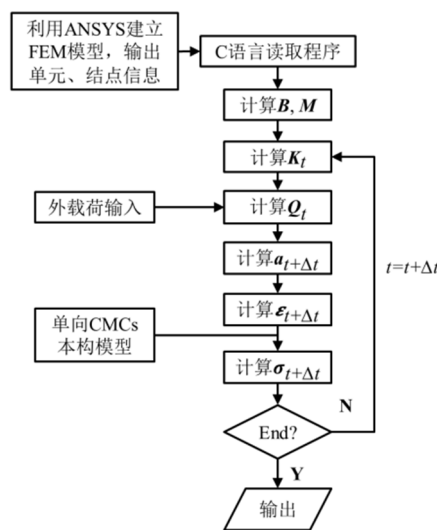 利用ANSYS建立
FEM模型，输出
单元、结点信息
C语言读取程序
计算B, M
计算Kₜ
外载荷输入
计算Qₜ
计算aₜ₊Δₜ
t=t+Δt
计算εₜ₊Δₜ
单向CMCs
本构模型
计算σₜ₊Δₜ
N
End?
Y
输出